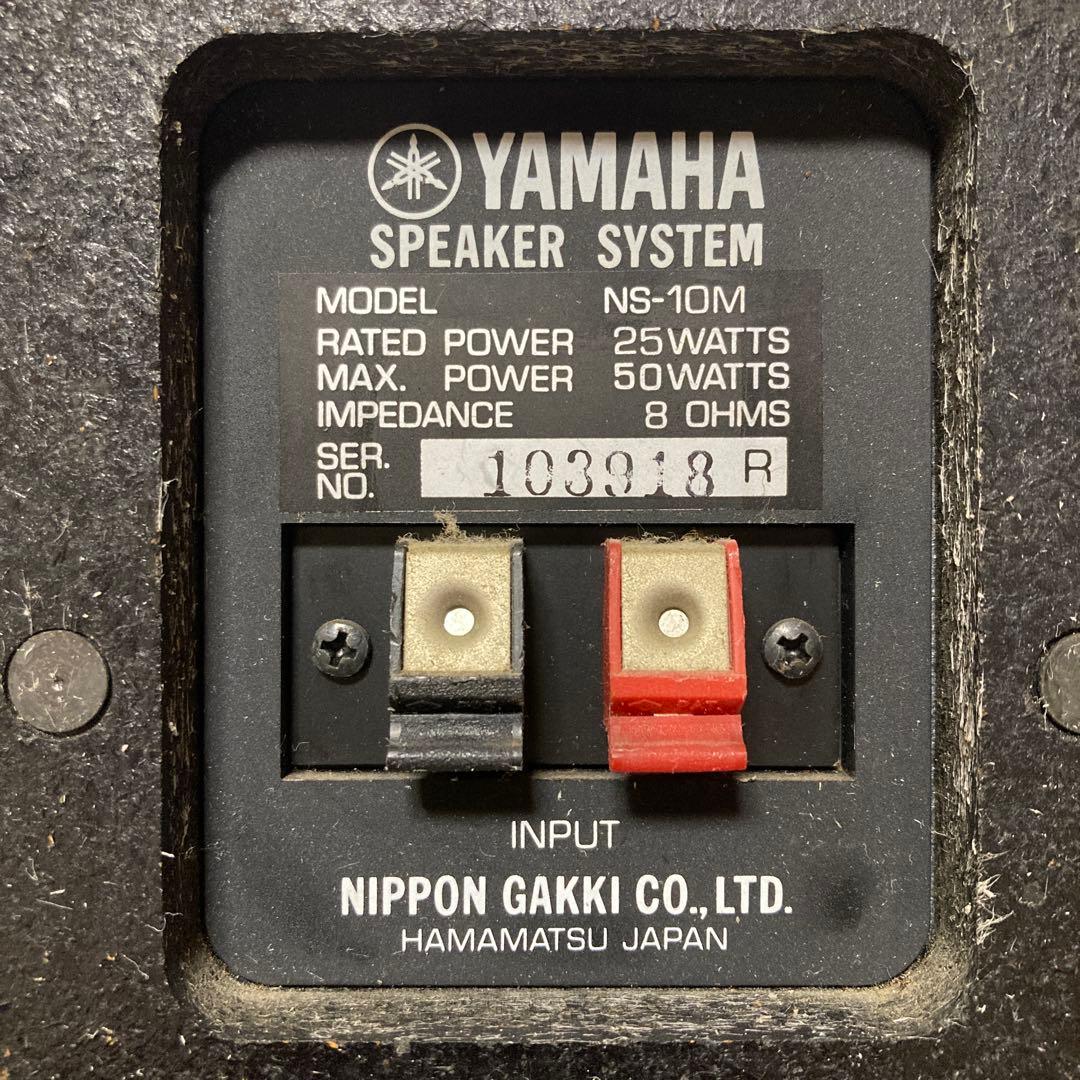 YAMAHA
SPEAKER SYSTEM
MODEL NS-10M
RATED POWER 25WATTS
MAX. POWER 50WATTS
IMPEDANCE 8 OHMS
SER. NO. 103918 R
INPUT
NIPPON GAKKI CO., LTD.
HAMAMATSU JAPAN